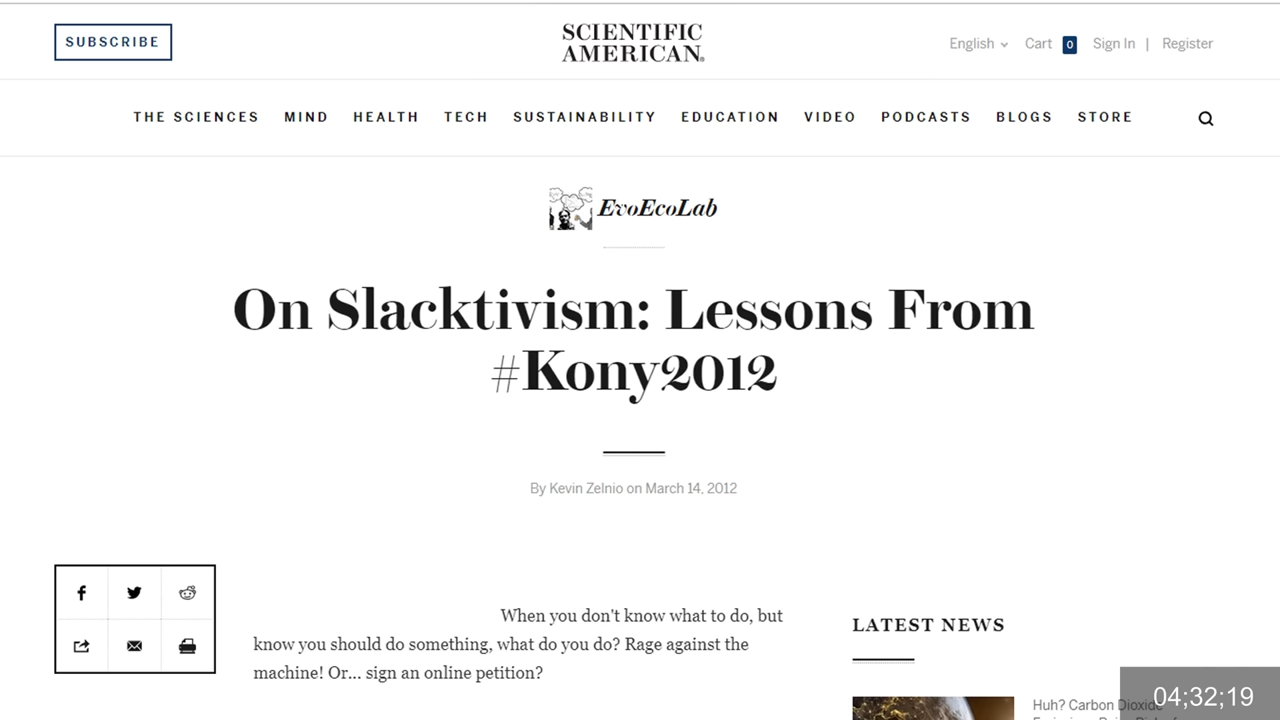 SUBSCRIBE
SCIENTIFIC
AMERICAN®
English
Cart 0
Sign In | Register
THE SCIENCES MIND HEALTH TECH SUSTAINABILITY EDUCATION VIDEO PODCASTS BLOGS STORE
EvoEcoLab
On Slacktivism: Lessons From
#Kony2012
By Kevin Zelnio on March 14, 2012
When you don't know what to do, but
know you should do something, what do you do? Rage against the
machine! Or... sign an online petition?
LATEST NEWS
Huh? Carbon Dioxide
04;32;19